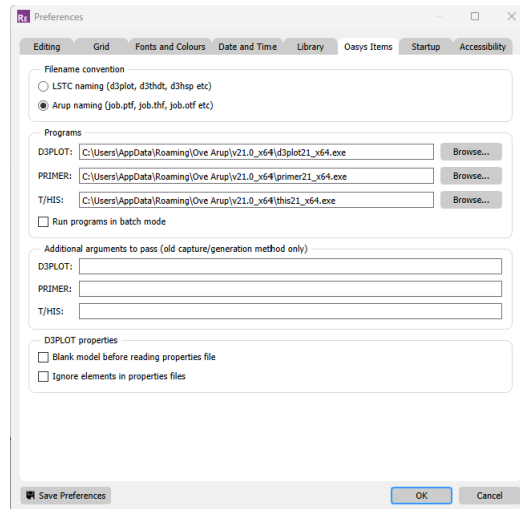 RE Preferences
Editing Grid Fonts and Colours Date and Time Library Oasys Items Startup Accessibility
Filename convention
LSTC naming (d3plot, d3thdt, d3hsp etc)
Arup naming (job.ptf, job.thf, job.otf etc)
Programs
D3PLOT: C:\Users\AppData\Roaming\Ove Arup\v21.0_x64\d3plot21_x64.exe Browse...
PRIMER: C:\Users\AppData\Roaming\Ove Arup\v21.0_x64\primer21_x64.exe Browse...
T/HIS: C:\Users\AppData\Roaming\Ove Arup\v21.0_x64\this21_x64.exe Browse...
Run programs in batch mode
Additional arguments to pass (old capture/generation method only)
D3PLOT:
PRIMER:
T/HIS:
D3PLOT properties
Blank model before reading properties file
Ignore elements in properties files
Save Preferences OK Cancel